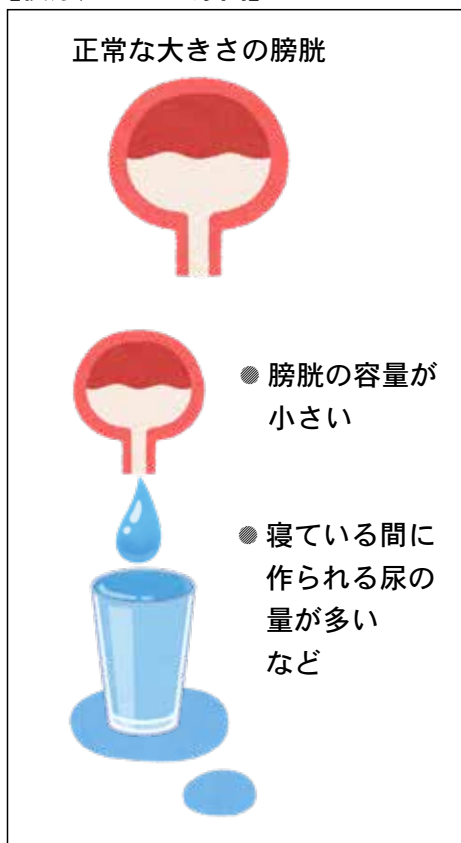 正常な大きさの膀胱
膀胱の容量が
小さい
寝ている間に
作られる尿の
量が多い
など